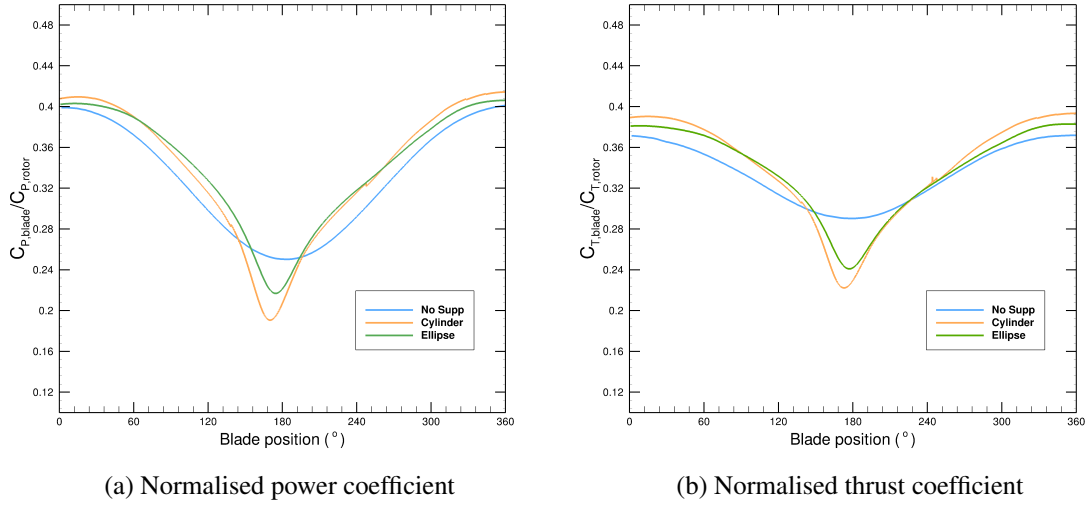 0.48
0.44
0.4
0.36
0.32
0.28
0.24
0.2
0.16
0.12
C_P,blade/C_P,rotor
0 60 120 180 240 300 360
Blade position (°)
No Supp
Cylinder
Ellipse
(a) Normalised power coefficient
0.48
0.44
0.4
0.36
0.32
0.28
0.24
0.2
0.16
0.12
C_T,blade/C_T,rotor
0 60 120 180 240 300 360
Blade position (°)
No Supp
Cylinder
Ellipse
(b) Normalised thrust coefficient